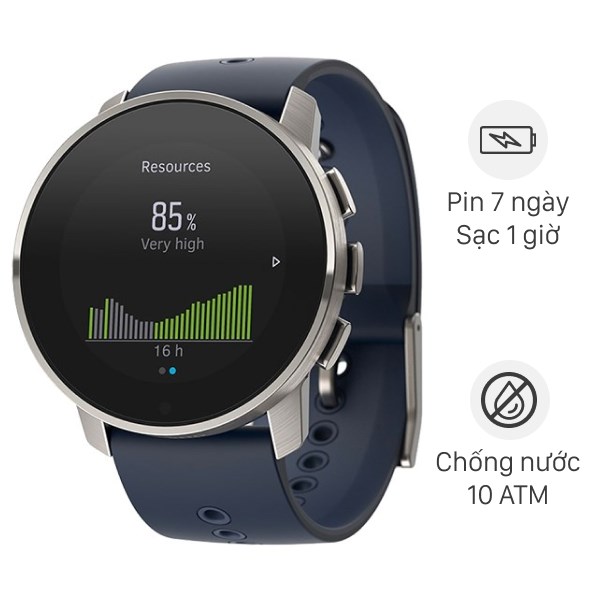 Resources
85%
Very high
16 h
Pin 7 ngày
Sạc 1 giờ
Chống nước
10 ATM